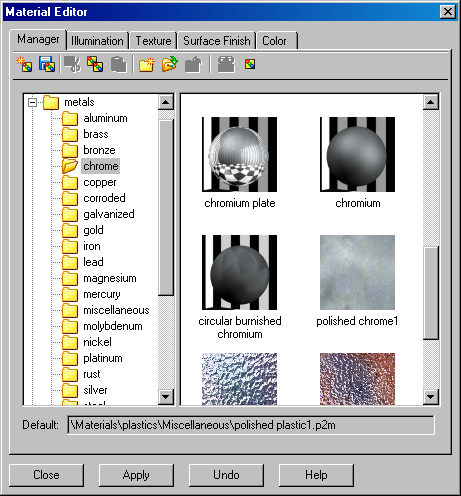 Material Editor
Manager Illumination Texture Surface Finish Color
metals
aluminum
brass
bronze
chrome
copper
corroded
galvanized
gold
iron
lead
magnesium
mercury
miscellaneous
molybdenum
nickel
platinum
rust
silver
chromium plate chromium
circular burnished polished chrome1
chromium
Default: \Materials\plastics\Miscellaneous\polished plastic1.p2m
Close Apply Undo Help